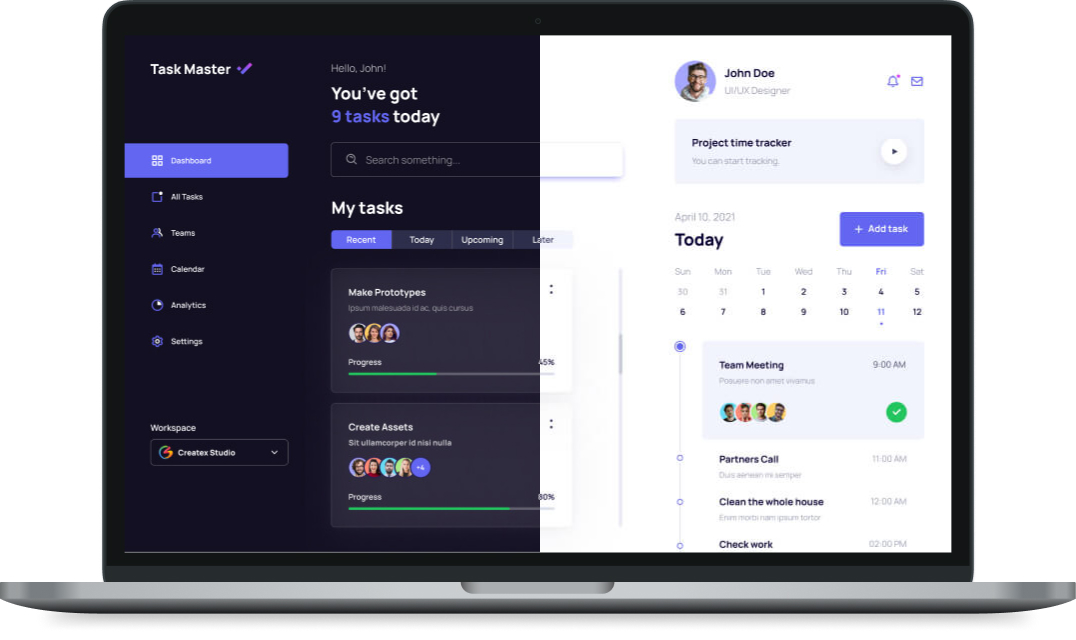 Task Master
Dashboard
All Tasks
Teams
Calendar
Analytics
Settings
Workspace
Createx Studio
Hello, John!
You've got
9 tasks today
Search something...
My tasks
Recent Today Upcoming Later
Make Prototypes
Ipsum malesuada id ac, quis cursus
Progress 45%
Create Assets
Sit ullamcorper id nisi nulla
+4
Progress 80%
John Doe
UI/UX Designer
Project time tracker
You can start tracking.
April 10, 2021
Today
+ Add task
Sun Mon Tue Wed Thu Fri Sat
30 31 1 2 3 4 5
6 7 8 9 10 11 12
Team Meeting 9:00 AM
Posuere non amet vivamus
Partners Call 11:00 AM
Duis aenean mi semper
Clean the whole house 12:00 AM
Enim morbi nam ipsum tortor
Check work 02:00 PM